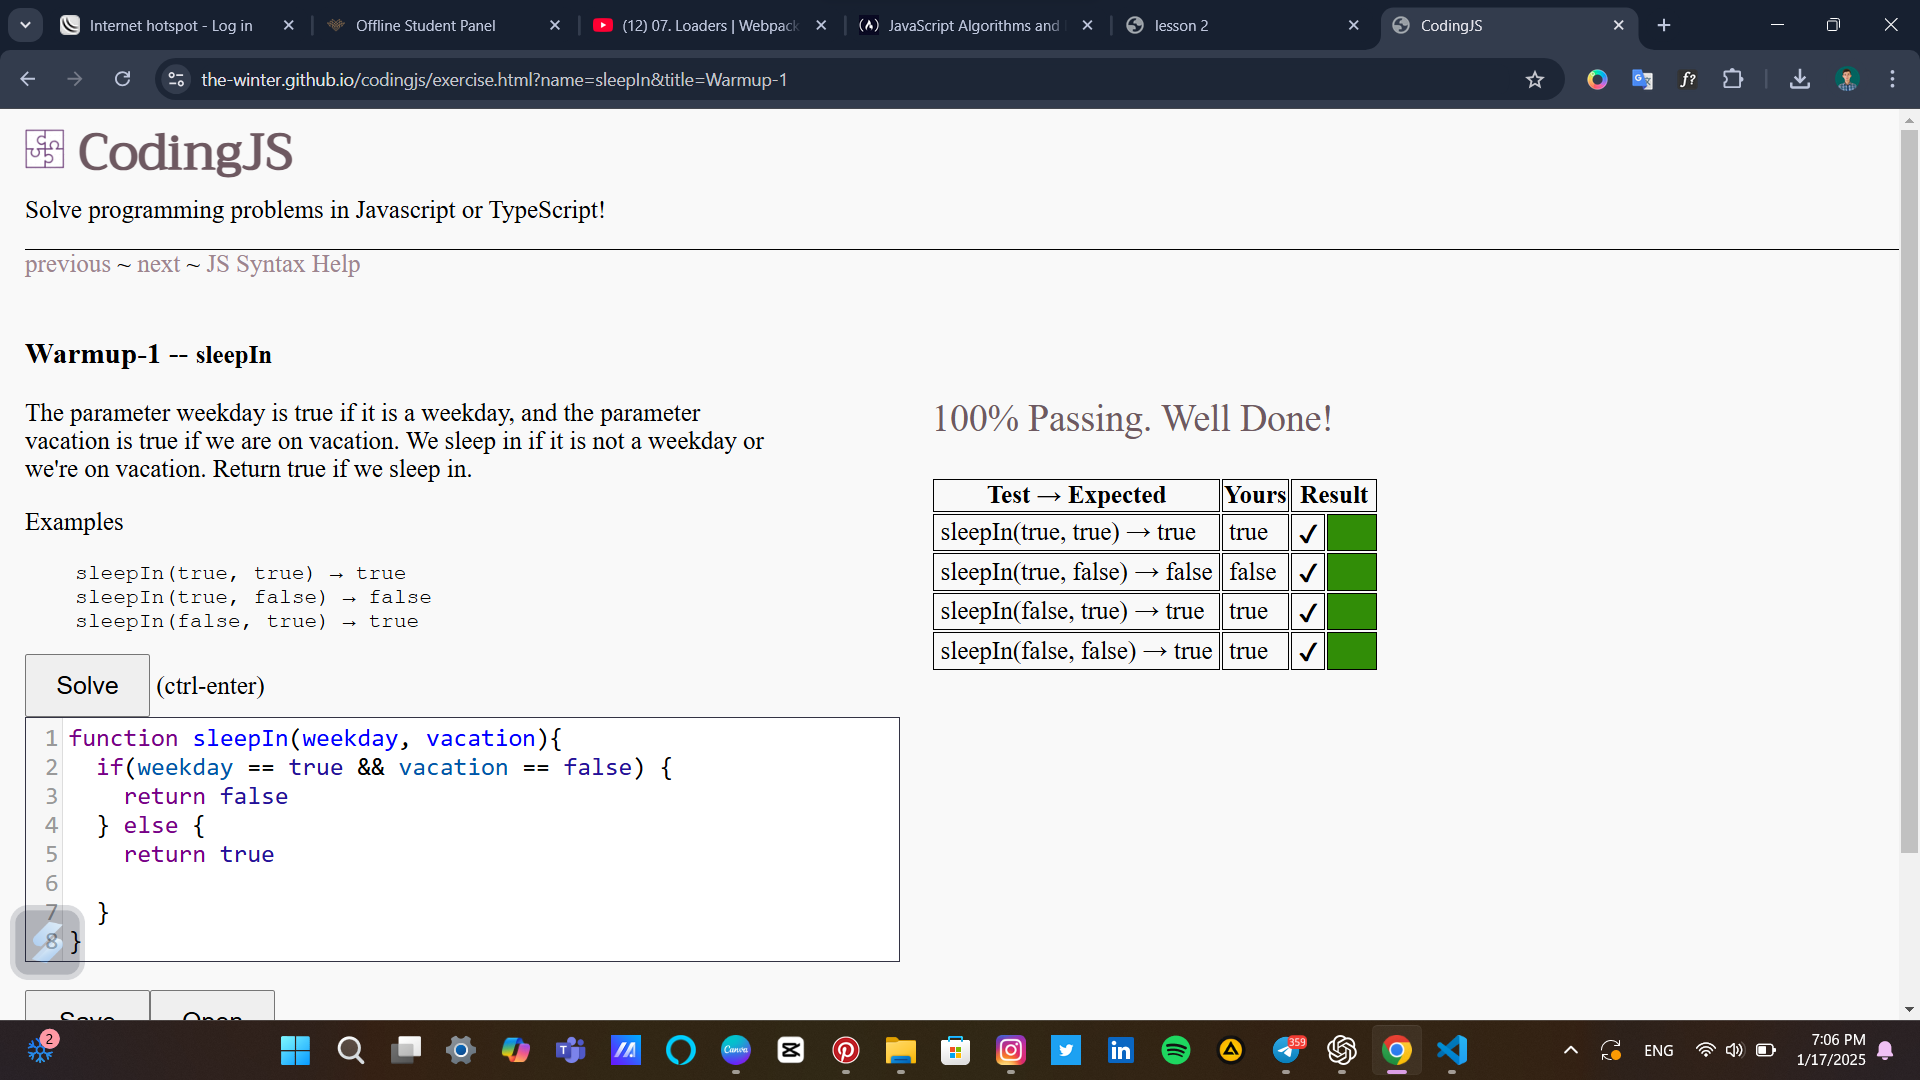 Internet hotspot - Log in
Offline Student Panel
(12) 07. Loaders | Webpack
JavaScript Algorithms and
lesson 2
CodingJS
the-winter.github.io/codingjs/exercise.html?name=sleepIn&title=Warmup-1
CodingJS
Solve programming problems in Javascript or TypeScript!
previous ~ next ~ JS Syntax Help
Warmup-1 -- sleepIn
The parameter weekday is true if it is a weekday, and the parameter
vacation is true if we are on vacation. We sleep in if it is not a weekday or
we're on vacation. Return true if we sleep in.
Examples
sleepIn(true, true) → true
sleepIn(true, false) → false
sleepIn(false, true) → true
Solve (ctrl-enter)
1 function sleepIn(weekday, vacation){
2 if(weekday == true && vacation == false) {
3 return false
4 } else {
5 return true
6
7 }
8 }
Save Open
100% Passing. Well Done!
Test → Expected Yours Result
sleepIn(true, true) → true true ✓
sleepIn(true, false) → false false ✓
sleepIn(false, true) → true true ✓
sleepIn(false, false) → true true ✓
2
Canva
359
ENG
7:06 PM
1/17/2025